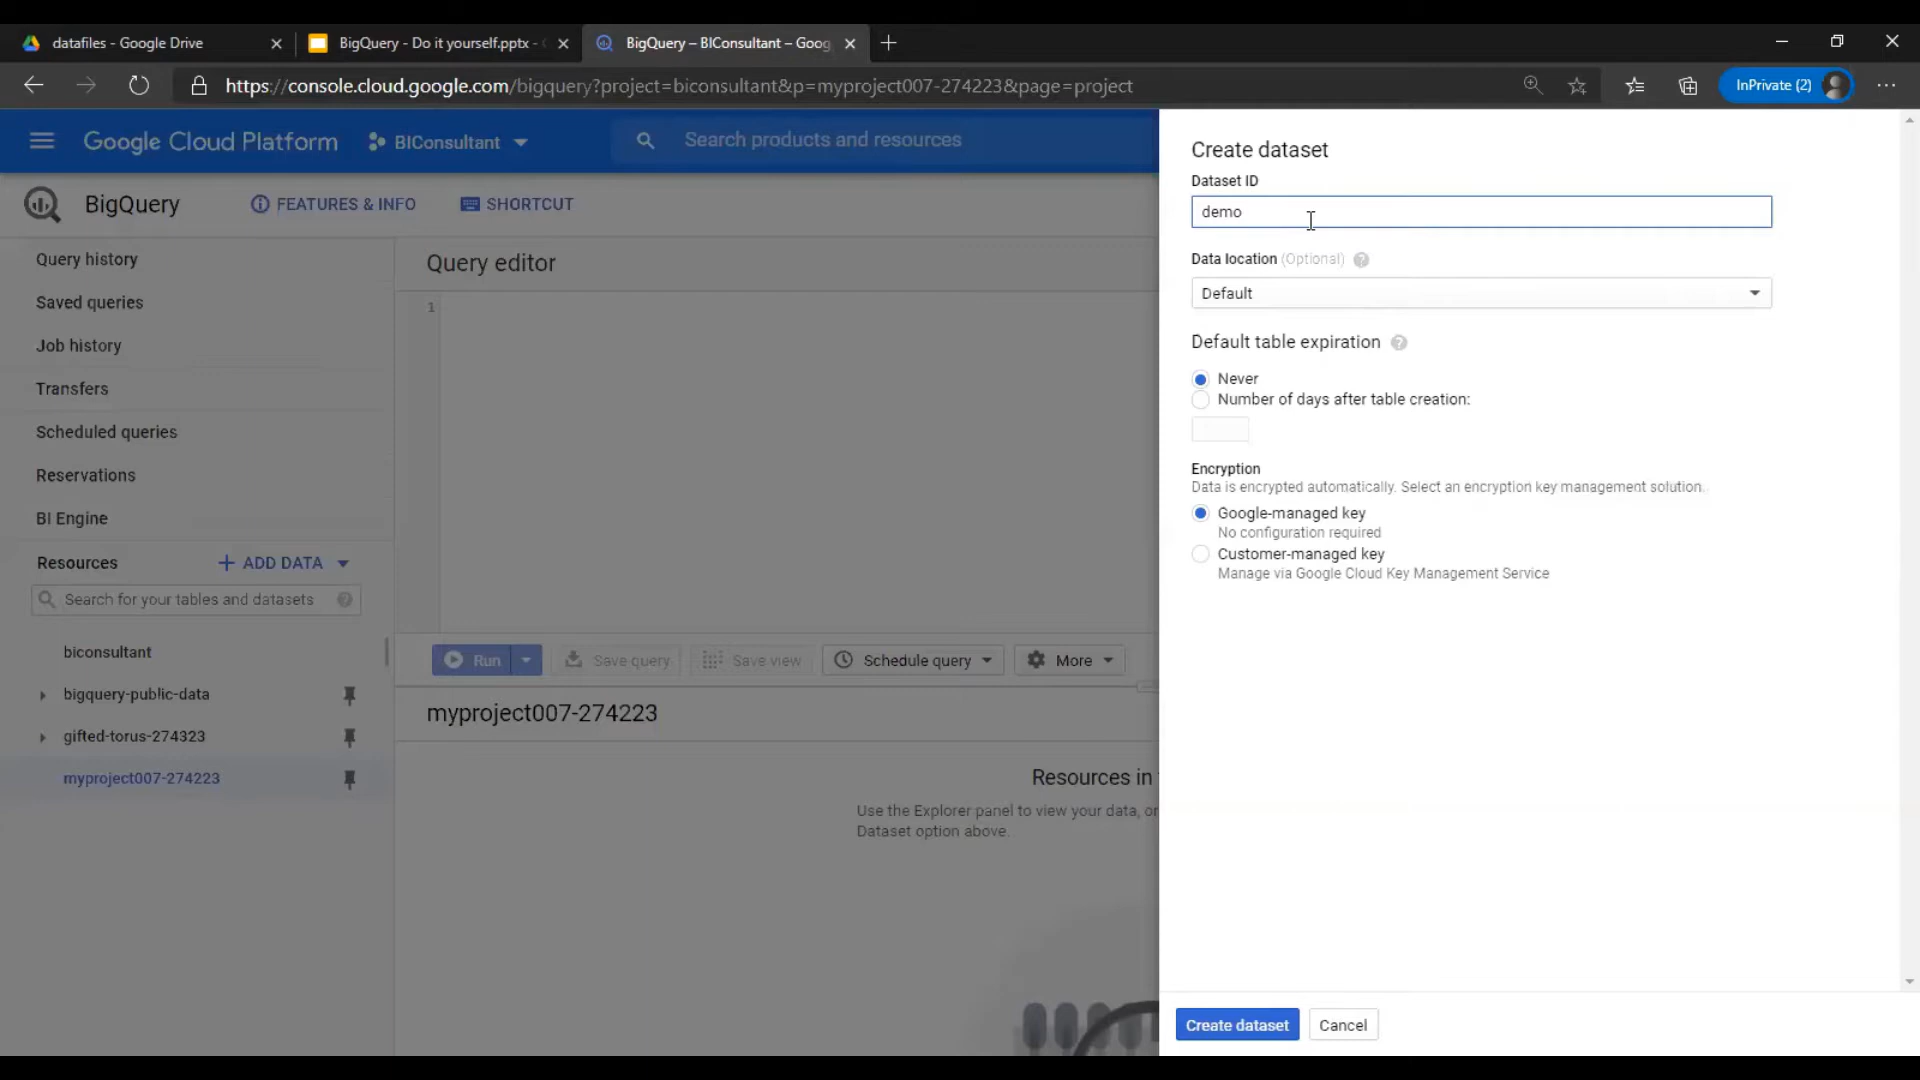 datafiles - Google Drive
BigQuery - Do it yourself.pptx -
BigQuery – BIConsultant – Goog
https://console.cloud.google.com/bigquery?project=biconsultant&p=myproject007-274223&page=project
InPrivate (2)
Google Cloud Platform
BIConsultant
Search products and resources
BigQuery
FEATURES & INFO
SHORTCUT
Query history
Saved queries
Job history
Transfers
Scheduled queries
Reservations
BI Engine
Resources
ADD DATA
Search for your tables and datasets
biconsultant
bigquery-public-data
gifted-torus-274323
myproject007-274223
Query editor
1
Run
Save query
Save view
Schedule query
More
myproject007-274223
Resources in
Use the Explorer panel to view your data, or
Dataset option above.
Create dataset
Dataset ID
demo
Data location (Optional)
Default
Default table expiration
Never
Number of days after table creation:
Encryption
Data is encrypted automatically. Select an encryption key management solution.
Google-managed key
No configuration required
Customer-managed key
Manage via Google Cloud Key Management Service
Create dataset
Cancel